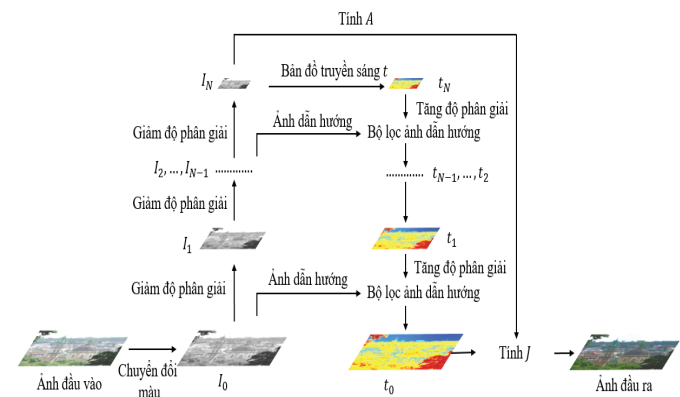 Tính A
I_N
Bản đồ truyền sáng t
t_N
Tăng độ phân giải
Giảm độ phân giải
Ảnh dẫn hướng
Bộ lọc ảnh dẫn hướng
I_2, …, I_{N−1}
t_{N−1}, …, t_2
Giảm độ phân giải
I_1
t_1
Tăng độ phân giải
Giảm độ phân giải
Ảnh dẫn hướng
Bộ lọc ảnh dẫn hướng
Tính J
Ảnh đầu vào
Chuyển đổi
màu
I_0
t_0
Ảnh đầu ra